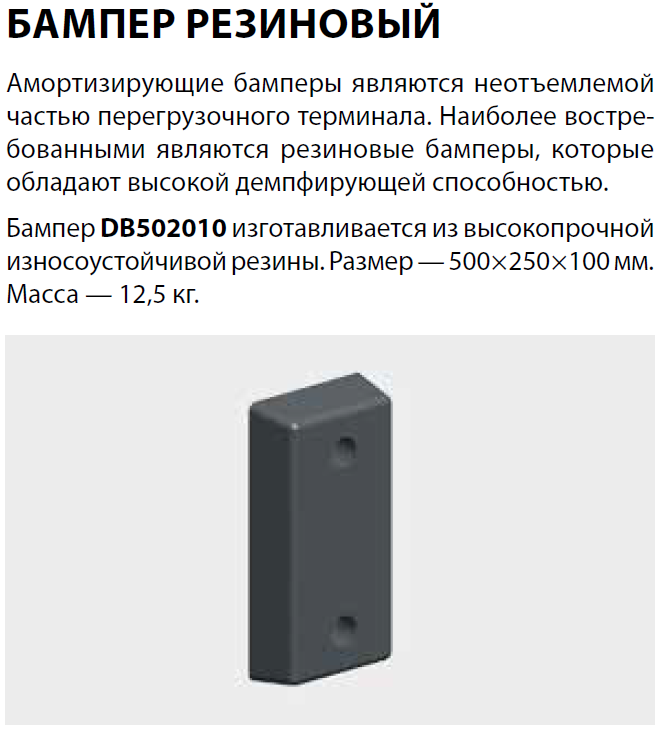 БАМПЕР РЕЗИНОВЫЙ
Амортизирующие бамперы являются неотъемлемой
частью перегрузочного терминала. Наиболее востре-
бованными являются резиновые бамперы, которые
обладают высокой демпфирующей способностью.
Бампер DB502010 изготавливается из высокопрочной
износоустойчивой резины. Размер — 500×250×100 мм.
Масса — 12,5 кг.